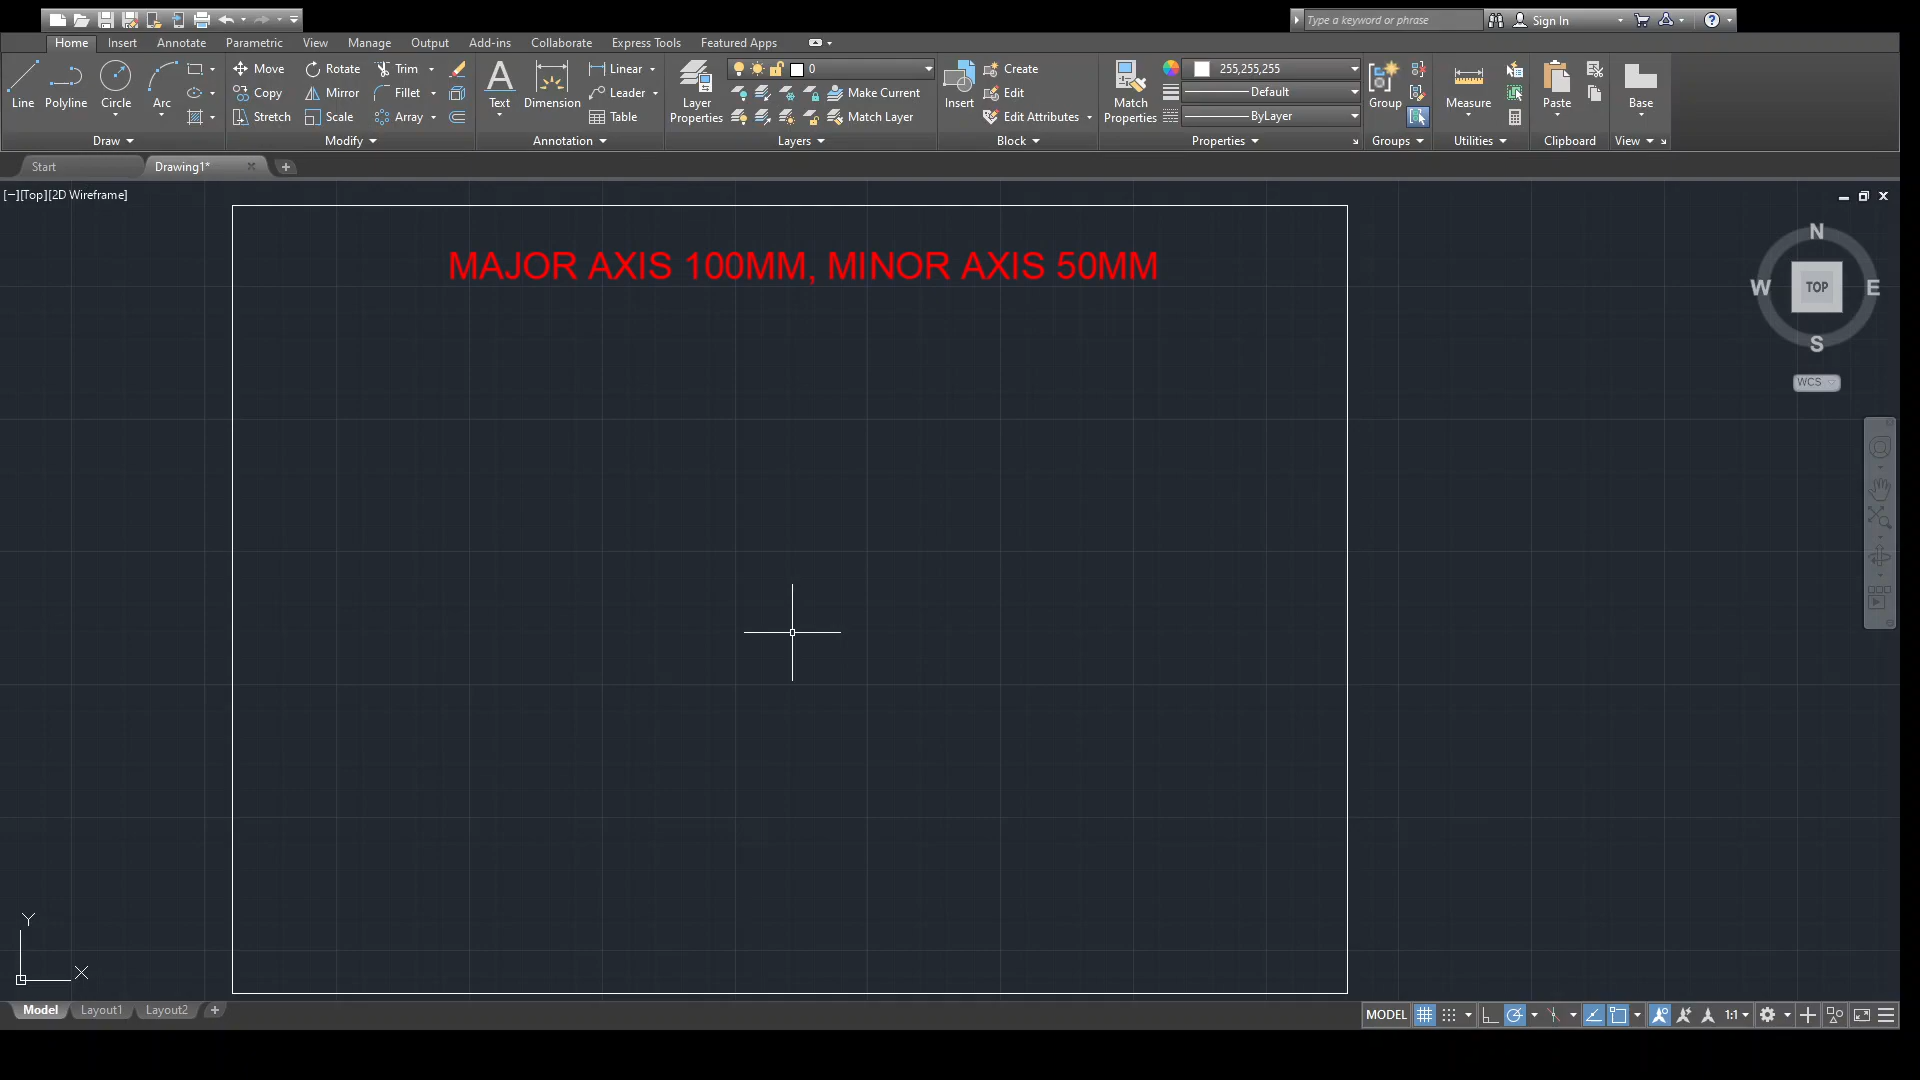 Type a keyword or phrase
Sign In
Home
Insert
Annotate
Parametric
View
Manage
Output
Add-ins
Collaborate
Express Tools
Featured Apps
Line
Polyline
Circle
Arc
Draw
Move
Rotate
Trim
Copy
Mirror
Fillet
Stretch
Scale
Array
Modify
Text
Dimension
Linear
Leader
Table
Annotation
Layer
Properties
0
Make Current
Match Layer
Layers
Insert
Create
Edit
Edit Attributes
Block
Match
Properties
255,255,255
Default
ByLayer
Properties
Group
Groups
Measure
Utilities
Paste
Clipboard
Base
View
Start
Drawing1*
[−][Top][2D Wireframe]
MAJOR AXIS 100MM, MINOR AXIS 50MM
N
W
TOP
E
S
WCS
Y
X
Model
Layout1
Layout2
MODEL
1:1